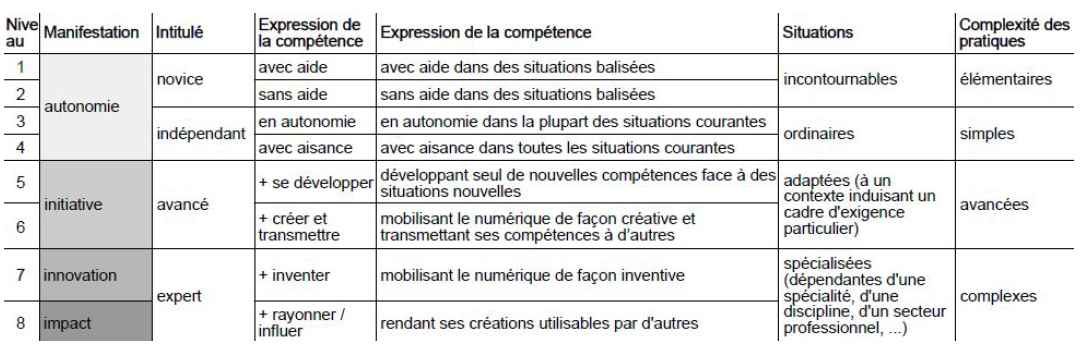 Nive
au
Manifestation
Intitulé
Expression de
la compétence
Expression de la compétence
Situations
Complexité des
pratiques
1
autonomie
novice
avec aide
avec aide dans des situations balisées
incontournables
élémentaires
2
sans aide
sans aide dans des situations balisées
3
indépendant
en autonomie
en autonomie dans la plupart des situations courantes
ordinaires
simples
4
avec aisance
avec aisance dans toutes les situations courantes
5
initiative
avancé
+ se développer
développant seul de nouvelles compétences face à des
situations nouvelles
adaptées (à un
contexte induisant un
cadre d'exigence
particulier)
avancées
6
+ créer et
transmettre
mobilisant le numérique de façon créative et
transmettant ses compétences à d'autres
7
innovation
expert
+ inventer
mobilisant le numérique de façon inventive
spécialisées
(dépendantes d'une
spécialité, d'une
discipline, d'un secteur
professionnel, ...)
complexes
8
impact
+ rayonner /
influer
rendant ses créations utilisables par d'autres